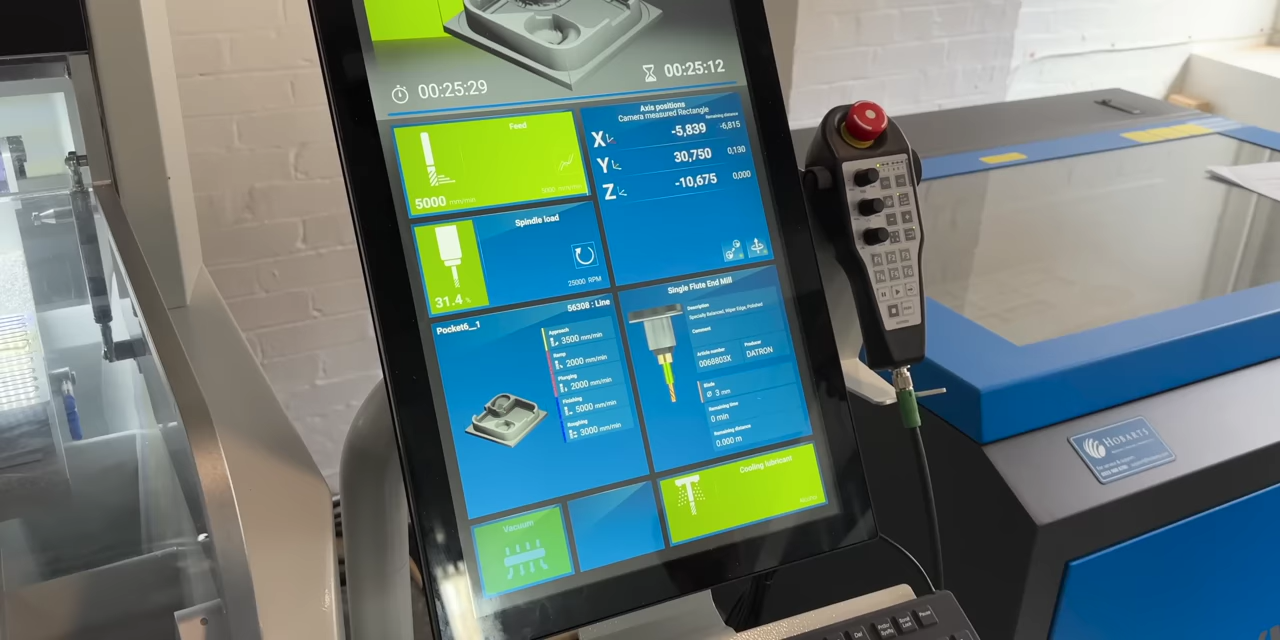 00:25:29
00:25:12
Feed
5000 mm/min
5000 mm/min
Axis positions
Camera measured Rectangle
Remaining distance
X -5,839 -6,815
Y 30,750 0,130
Z -10,675 0,000
Spindle load
31.4 %
25000 RPM
Pocket6__1
56308 : Line
Approach
3500 mm/min
Ramp
2000 mm/min
Plunging
2000 mm/min
Finishing
5000 mm/min
Roughing
3000 mm/min
Single Flute End Mill
Description
Specially Balanced, Wiper Edge, Polished
Comment
Article number
0068803X
Producer
DATRON
Blade
Ø 3 mm
Remaining time
0 min
Remaining distance
0.000 m
Vacuum
Cooling lubricant
HOBARTS